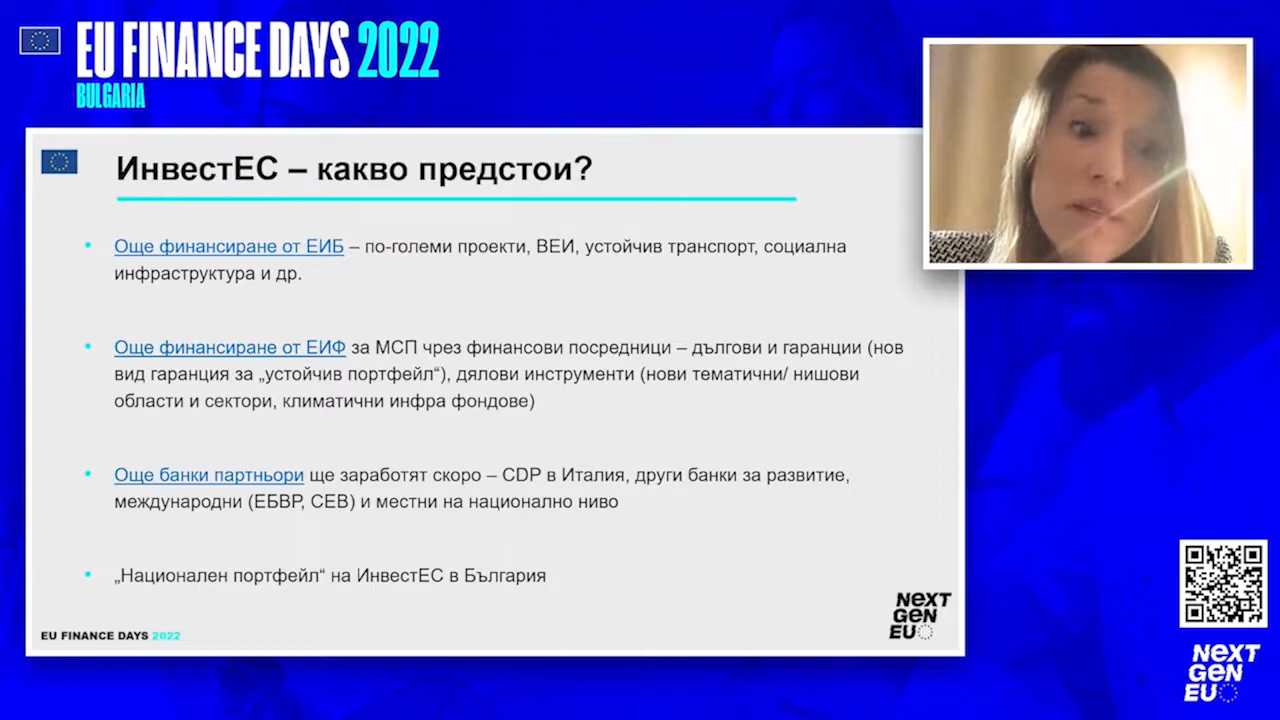 EU FINANCE DAYS 2022
BULGARIA
ИнвестЕС – какво предстои?
Още финансиране от ЕИБ – по-големи проекти, ВЕИ, устойчив транспорт, социална
инфраструктура и др.
Още финансиране от ЕИФ за МСП чрез финансови посредници – дългови и гаранции (нов
вид гаранция за „устойчив портфейл“), дялови инструменти (нови тематични/ нишови
области и сектори, климатични инфра фондове)
Още банки партньори ще заработят скоро – CDP в Италия, други банки за развитие,
международни (ЕБВР, CEB) и местни на национално ниво
„Национален портфейл“ на ИнвестЕС в България
NEXT
GEN
EU
EU FINANCE DAYS 2022
NEXT
GEN
EU